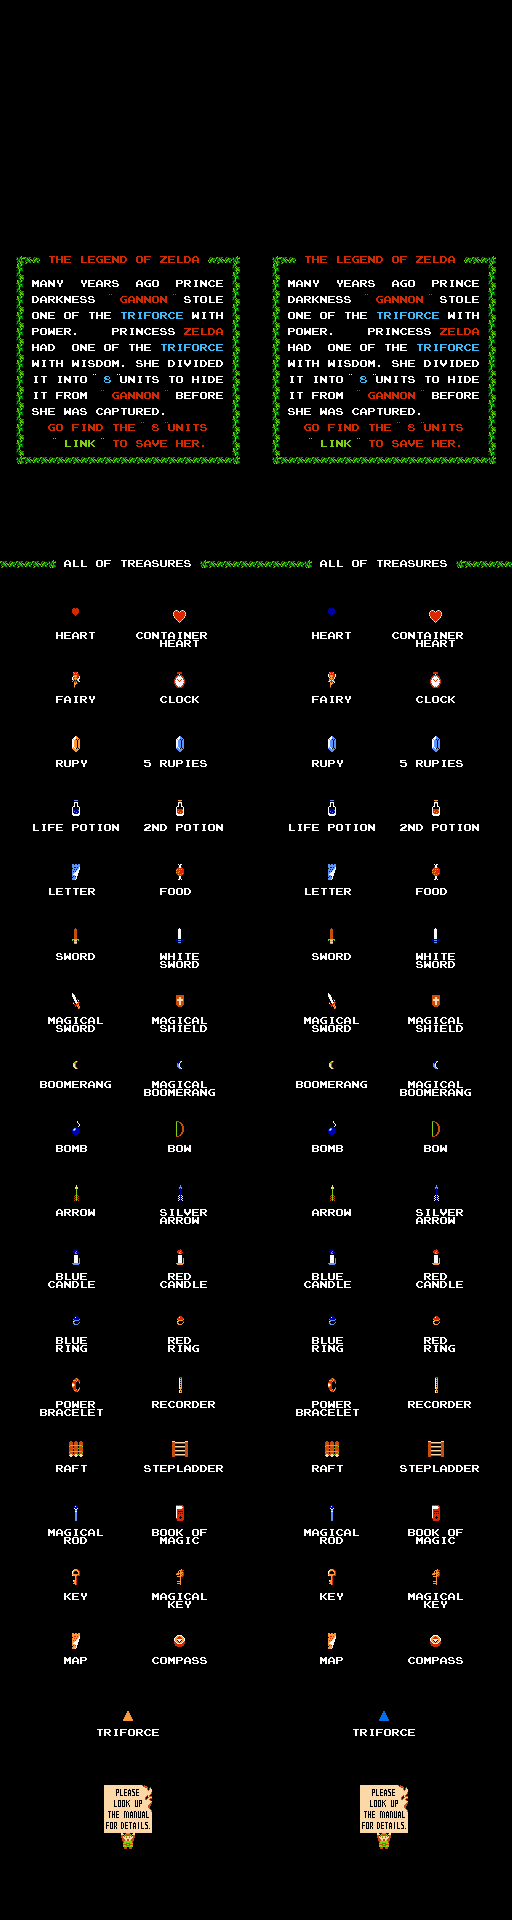 THE LEGEND OF ZELDA THE LEGEND OF ZELDA
MANY YEARS AGO PRINCE MANY YEARS AGO PRINCE
DARKNESS "GANNON" STOLE DARKNESS "GANNON" STOLE
ONE OF THE TRIFORCE WITH ONE OF THE TRIFORCE WITH
POWER. PRINCESS ZELDA POWER. PRINCESS ZELDA
HAD ONE OF THE TRIFORCE HAD ONE OF THE TRIFORCE
WITH WISDOM. SHE DIVIDED WITH WISDOM. SHE DIVIDED
IT INTO "8"UNITS TO HIDE IT INTO "8"UNITS TO HIDE
IT FROM "GANNON" BEFORE IT FROM "GANNON" BEFORE
SHE WAS CAPTURED. SHE WAS CAPTURED.
GO FIND THE "8"UNITS GO FIND THE "8"UNITS
"LINK" TO SAVE HER. "LINK" TO SAVE HER.
ALL OF TREASURES ALL OF TREASURES
HEART CONTAINER HEART CONTAINER
HEART HEART
FAIRY CLOCK FAIRY CLOCK
RUPY 5 RUPIES RUPY 5 RUPIES
LIFE POTION 2ND POTION LIFE POTION 2ND POTION
LETTER FOOD LETTER FOOD
SWORD WHITE SWORD WHITE
SWORD SWORD
MAGICAL MAGICAL MAGICAL MAGICAL
SWORD SHIELD SWORD SHIELD
BOOMERANG MAGICAL BOOMERANG MAGICAL
BOOMERANG BOOMERANG
BOMB BOW BOMB BOW
ARROW SILVER ARROW SILVER
ARROW ARROW
BLUE RED BLUE RED
CANDLE CANDLE CANDLE CANDLE
BLUE RED BLUE RED
RING RING RING RING
POWER RECORDER POWER RECORDER
BRACELET BRACELET
RAFT STEPLADDER RAFT STEPLADDER
MAGICAL BOOK OF MAGICAL BOOK OF
ROD MAGIC ROD MAGIC
KEY MAGICAL KEY MAGICAL
KEY KEY
MAP COMPASS MAP COMPASS
TRIFORCE TRIFORCE
PLEASE PLEASE
LOOK UP LOOK UP
THE MANUAL THE MANUAL
FOR DETAILS. FOR DETAILS.